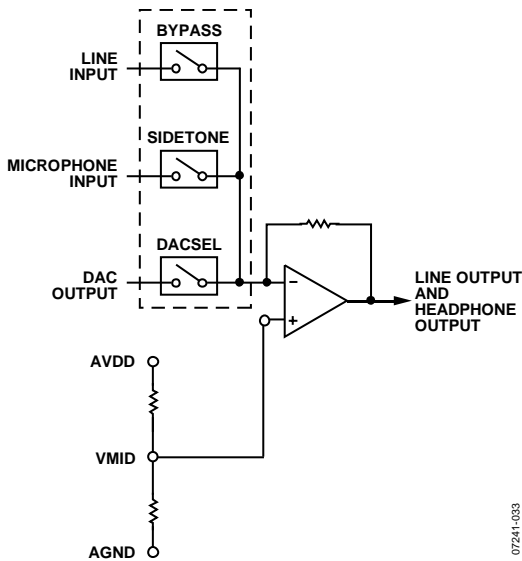 BYPASS
LINE
INPUT
SIDETONE
MICROPHONE
INPUT
DACSEL
DAC
OUTPUT
−
+
LINE OUTPUT
AND
HEADPHONE
OUTPUT
AVDD
VMID
AGND
07241-033